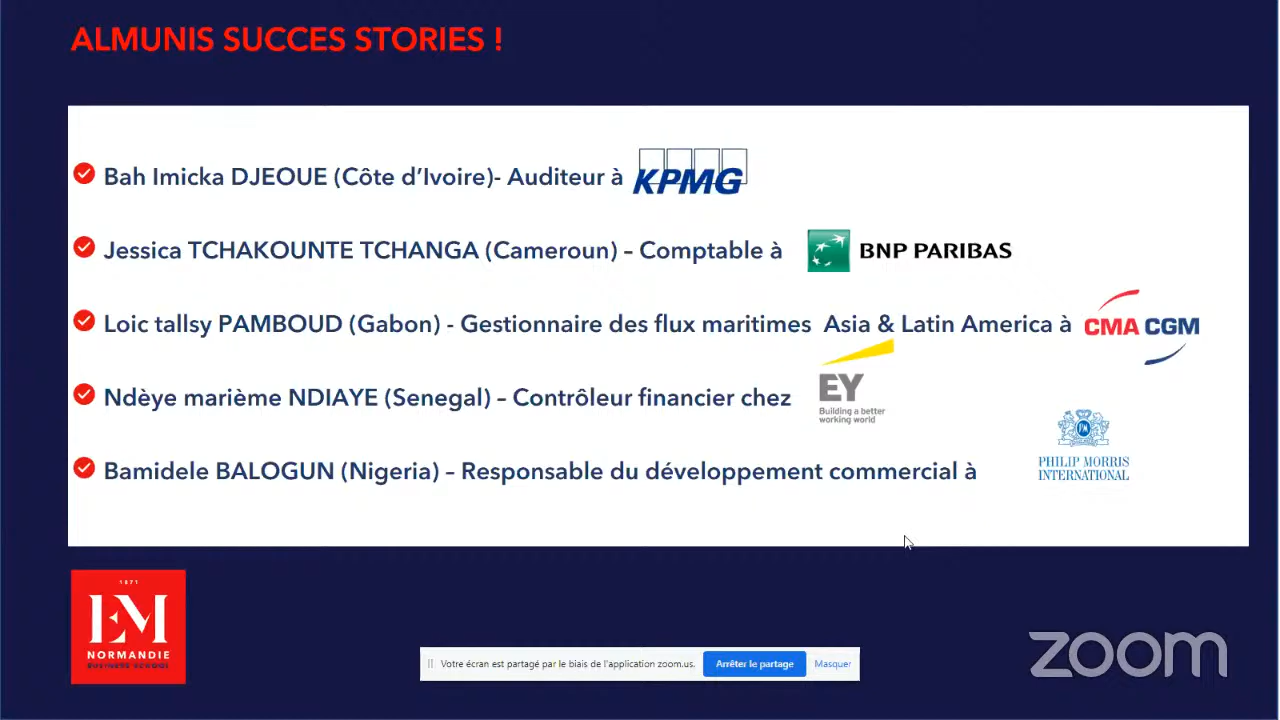 ALMUNIS SUCCES STORIES !
Bah Imicka DJEOUE (Côte d’Ivoire)- Auditeur à KPMG
Jessica TCHAKOUNTE TCHANGA (Cameroun) – Comptable à BNP PARIBAS
Loic tallsy PAMBOUD (Gabon) - Gestionnaire des flux maritimes Asia & Latin America à CMA CGM
Ndèye marième NDIAYE (Senegal) – Contrôleur financier chez EY
Building a better
working world
Bamidele BALOGUN (Nigeria) – Responsable du développement commercial à
PHILIP MORRIS
INTERNATIONAL
1871
EM
NORMANDIE
BUSINESS SCHOOL
Votre écran est partagé par le biais de l'application zoom.us. Arrêter le partage Masquer
zoom